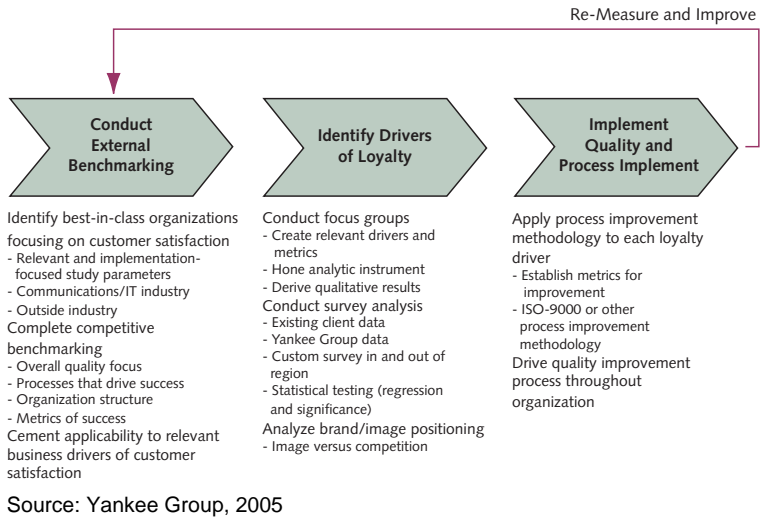 Re-Measure and Improve
Conduct
External
Benchmarking
Identify Drivers
of Loyalty
Implement
Quality and
Process Implement
Identify best-in-class organizations
focusing on customer satisfaction
- Relevant and implementation-
focused study parameters
- Communications/IT industry
- Outside industry
Complete competitive
benchmarking
- Overall quality focus
- Processes that drive success
- Organization structure
- Metrics of success
Cement applicability to relevant
business drivers of customer
satisfaction
Conduct focus groups
- Create relevant drivers and
metrics
- Hone analytic instrument
- Derive qualitative results
Conduct survey analysis
- Existing client data
- Yankee Group data
- Custom survey in and out of
region
- Statistical testing (regression
and significance)
Analyze brand/image positioning
- Image versus competition
Apply process improvement
methodology to each loyalty
driver
- Establish metrics for
improvement
- ISO-9000 or other
process improvement
methodology
Drive quality improvement
process throughout
organization
Source: Yankee Group, 2005